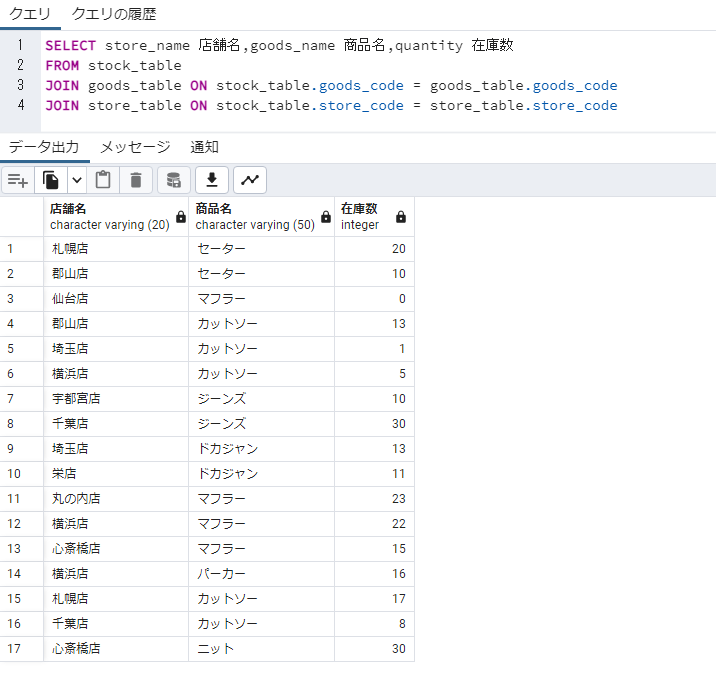 クエリ クエリの履歴
1 SELECT store_name 店舗名,goods_name 商品名,quantity 在庫数
2 FROM stock_table
3 JOIN goods_table ON stock_table.goods_code = goods_table.goods_code
4 JOIN store_table ON stock_table.store_code = store_table.store_code
データ出力 メッセージ 通知
店舗名 商品名 在庫数
character varying (20) character varying (50) integer
1 札幌店 セーター 20
2 郡山店 セーター 10
3 仙台店 マフラー 0
4 郡山店 カットソー 13
5 埼玉店 カットソー 1
6 横浜店 カットソー 5
7 宇都宮店 ジーンズ 10
8 千葉店 ジーンズ 30
9 埼玉店 ドカジャン 13
10 栄店 ドカジャン 11
11 丸の内店 マフラー 23
12 横浜店 マフラー 22
13 心斎橋店 マフラー 15
14 横浜店 パーカー 16
15 札幌店 カットソー 17
16 千葉店 カットソー 8
17 心斎橋店 ニット 30